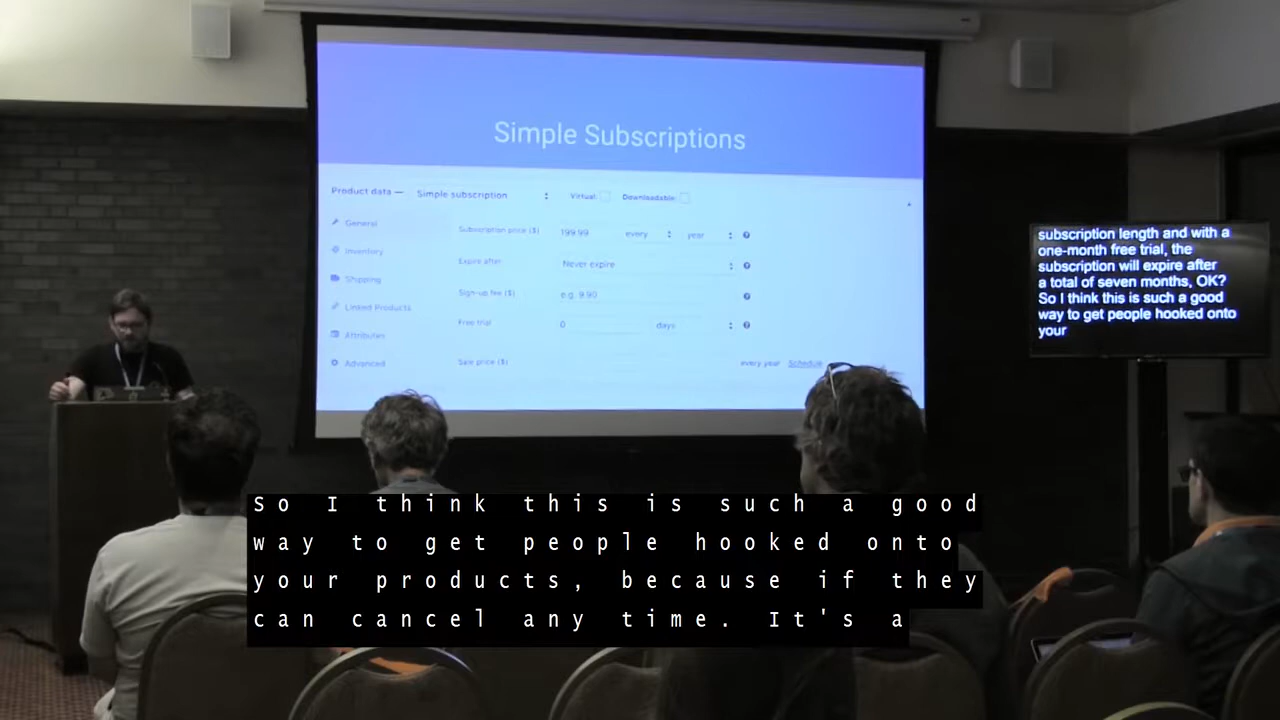 Simple Subscriptions
Product data — Simple subscription Virtual: Downloadable:
General
Inventory
Shipping
Linked Products
Attributes
Advanced
Subscription price ($) 199.99 every year
Expire after Never expire
Sign-up fee ($) e.g. 9.90
Free trial 0 days
Sale price ($) every year Schedule
subscription length and with a
one-month free trial, the
subscription will expire after
a total of seven months, OK?
So I think this is such a good
way to get people hooked onto
your
So I think this is such a good
way to get people hooked onto
your products, because if they
can cancel any time. It's a